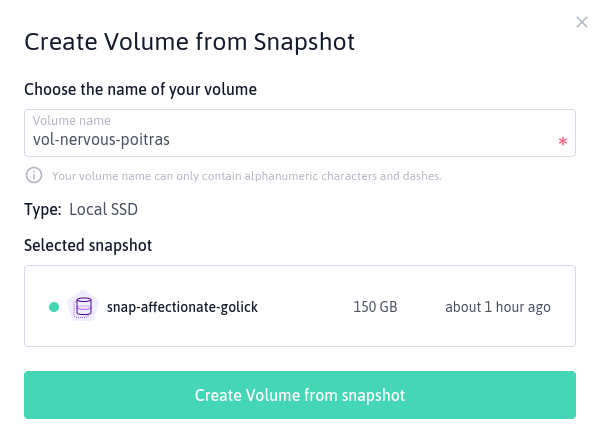 Create Volume from Snapshot
Choose the name of your volume
Volume name
vol-nervous-poitras *
Your volume name can only contain alphanumeric characters and dashes.
Type: Local SSD
Selected snapshot
snap-affectionate-golick 150 GB about 1 hour ago
Create Volume from snapshot